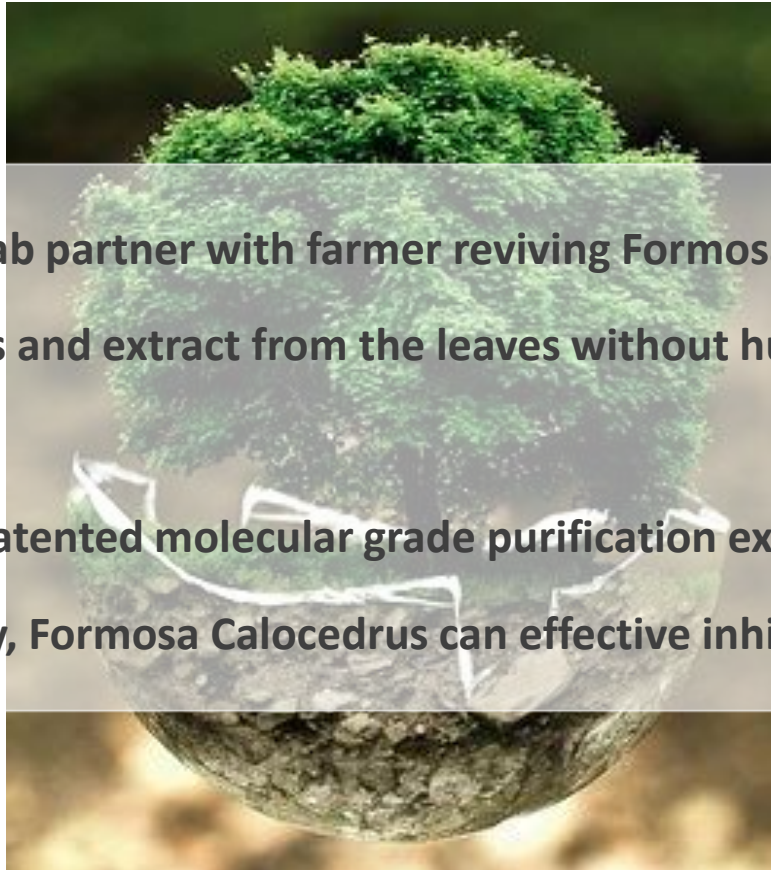 ab partner with farmer reviving Formos
s and extract from the leaves without hu
atented molecular grade purification ex
, Formosa Calocedrus can effective inhi